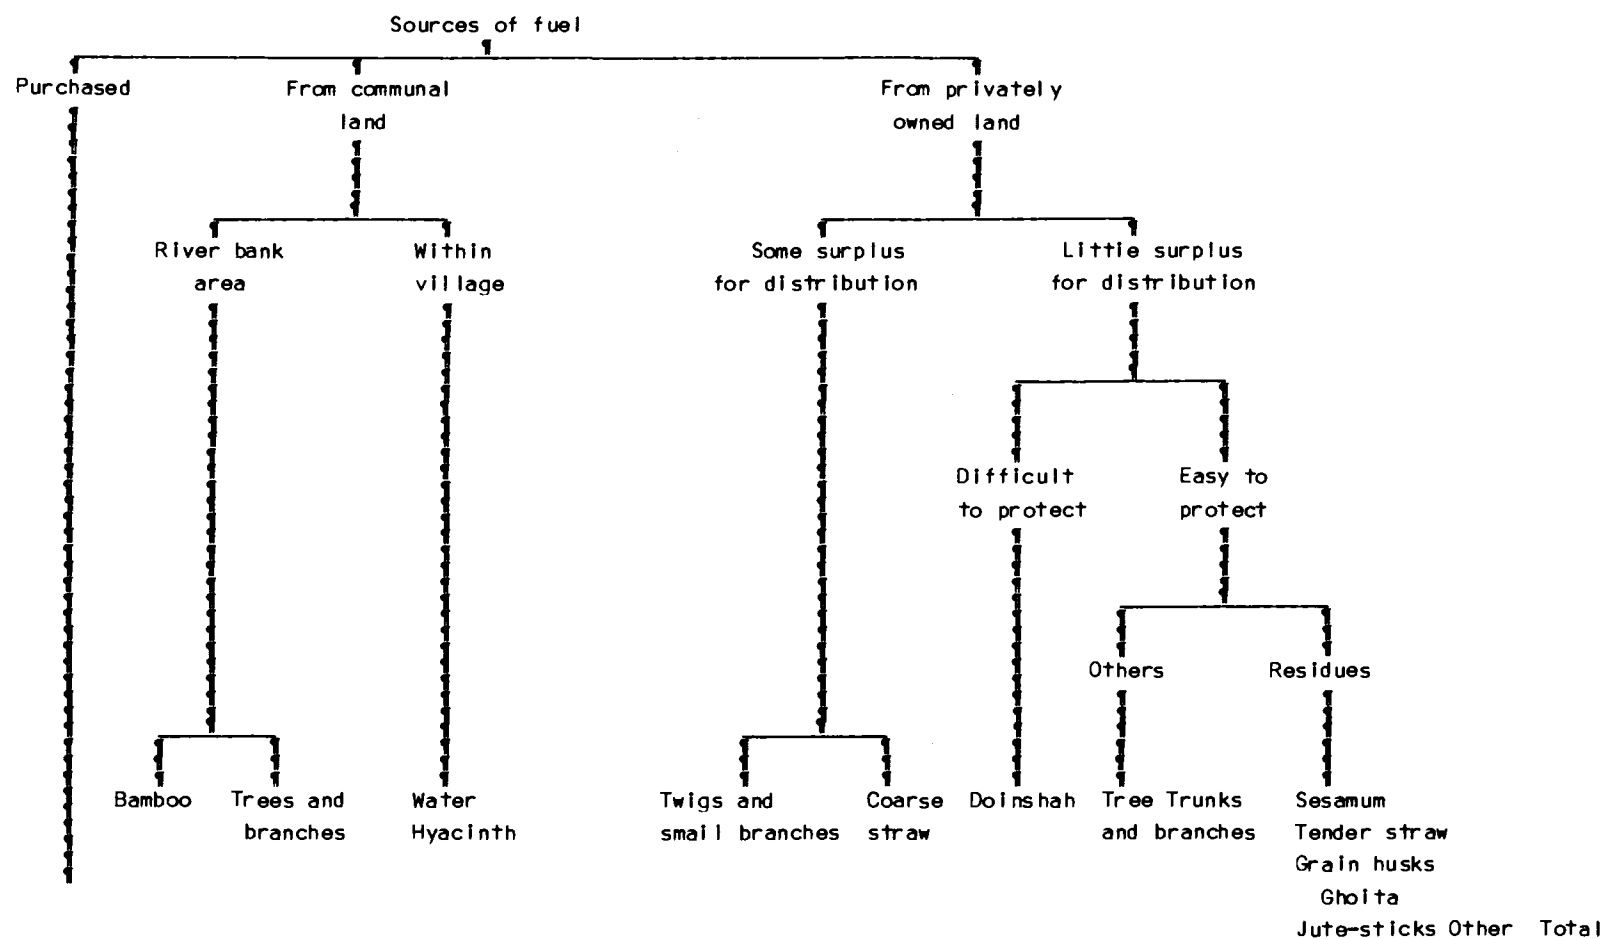 Sources of fuel
Purchased From communal From privately
land owned land
River bank Within Some surplus Little surplus
area village for distribution for distribution
Difficult Easy to
to protect protect
Others Residues
Bamboo Trees and Water Twigs and Coarse Doinshah Tree Trunks Sesamum
branches Hyacinth small branches straw and branches Tender straw
Grain husks
Ghoita
Jute-sticks Other Total